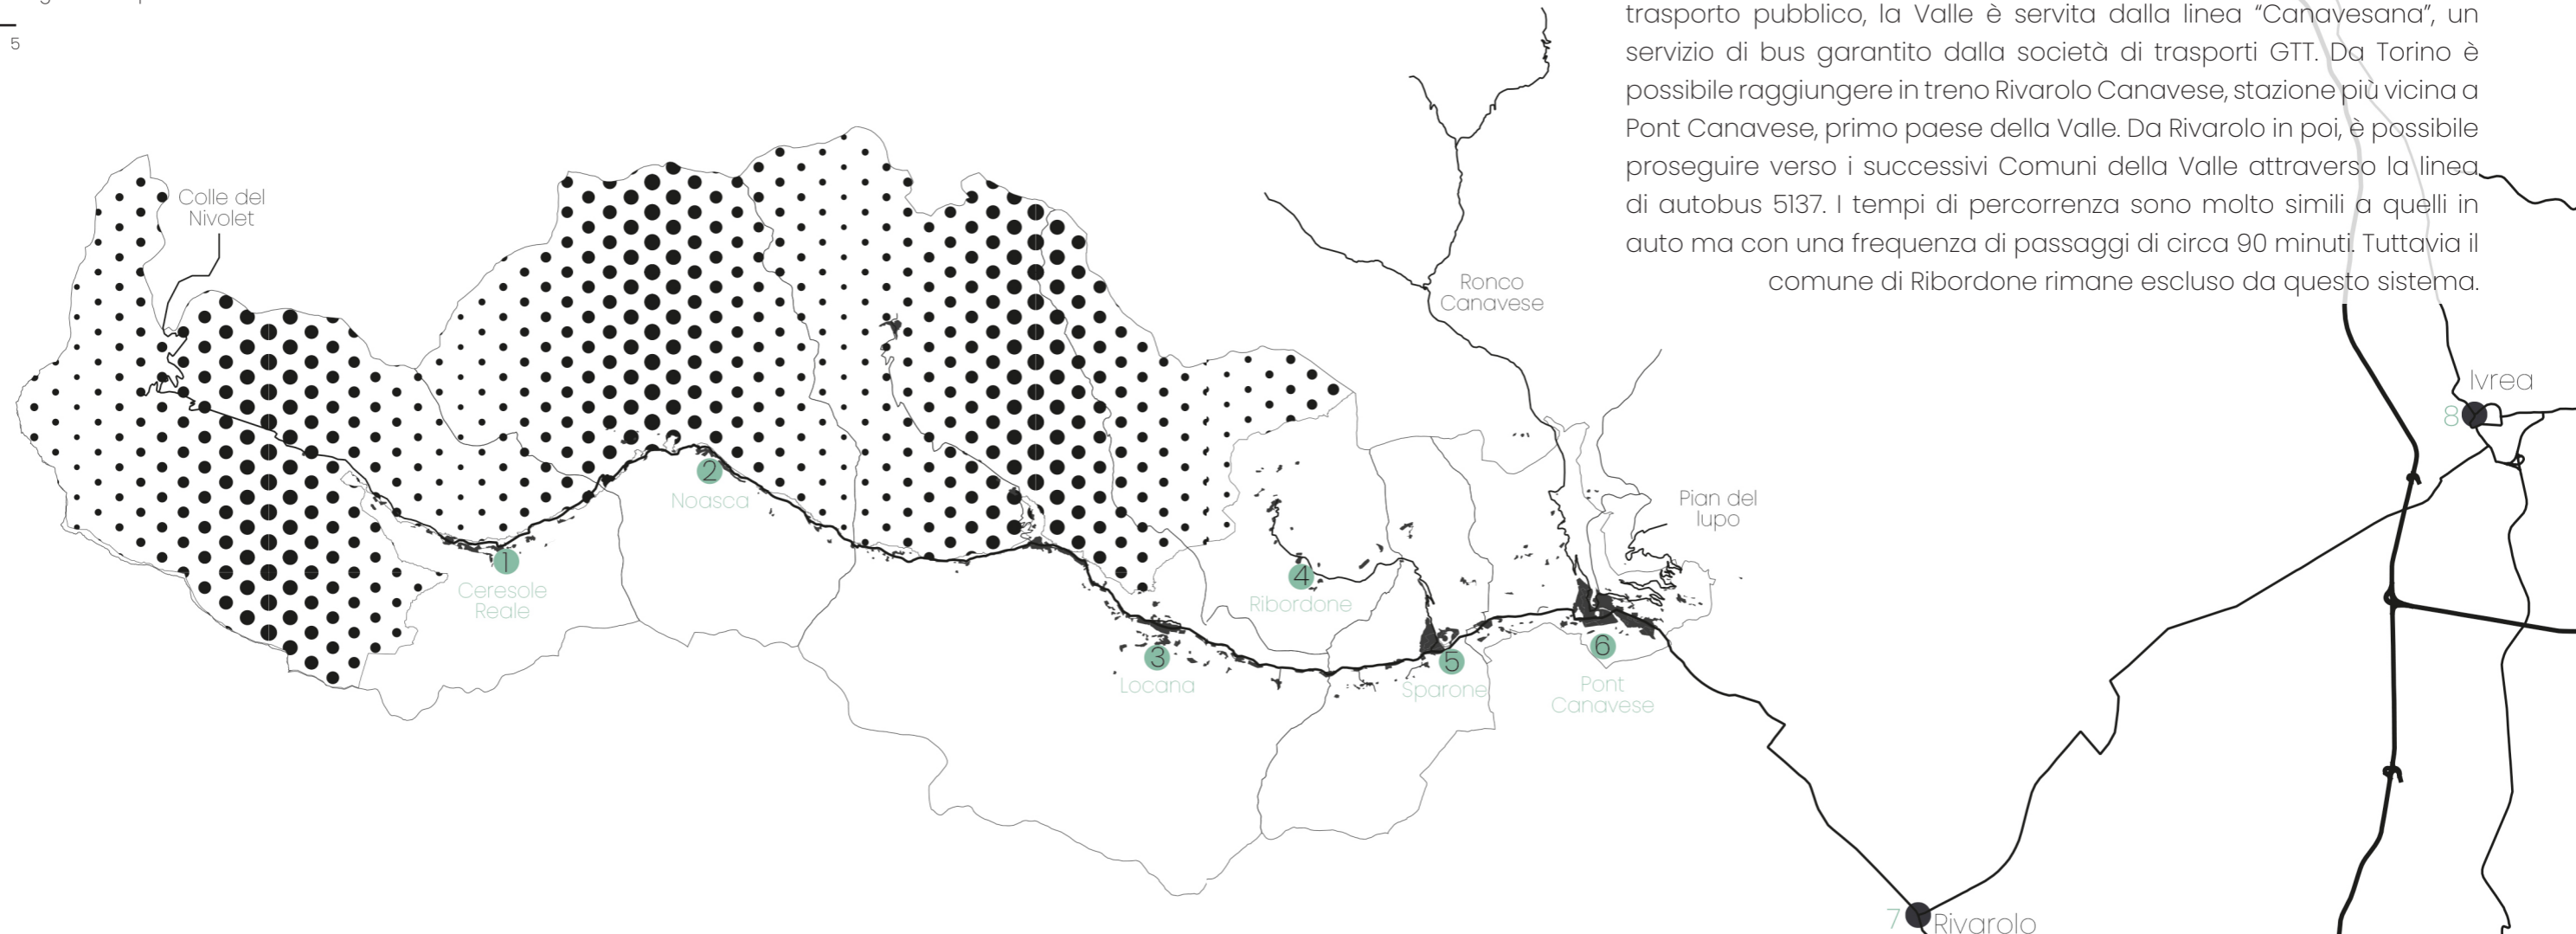 5
trasporto pubblico, la Valle è servita dalla linea “Canavesana”, un
servizio di bus garantito dalla società di trasporti GTT. Da Torino è
possibile raggiungere in treno Rivarolo Canavese, stazione più vicina a
Pont Canavese, primo paese della Valle. Da Rivarolo in poi, è possibile
proseguire verso i successivi Comuni della Valle attraverso la linea
di autobus 5137. I tempi di percorrenza sono molto simili a quelli in
auto ma con una frequenza di passaggi di circa 90 minuti. Tuttavia il
comune di Ribordone rimane escluso da questo sistema.
Colle del
Nivolet
Ronco
Canavese
Ivrea
8
2
Noasca
Pian del
lupo
1
Ceresole
Reale
4
Ribordone
3
Locana
5
Sparone
6
Pont
Canavese
7
Rivarolo